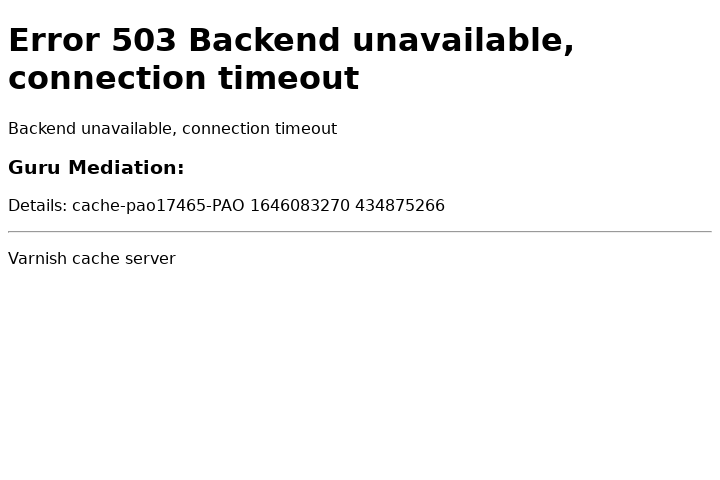 Error 503 Backend unavailable,
connection timeout
Backend unavailable, connection timeout
Guru Mediation:
Details: cache-pao17465-PAO 1646083270 434875266
Varnish cache server